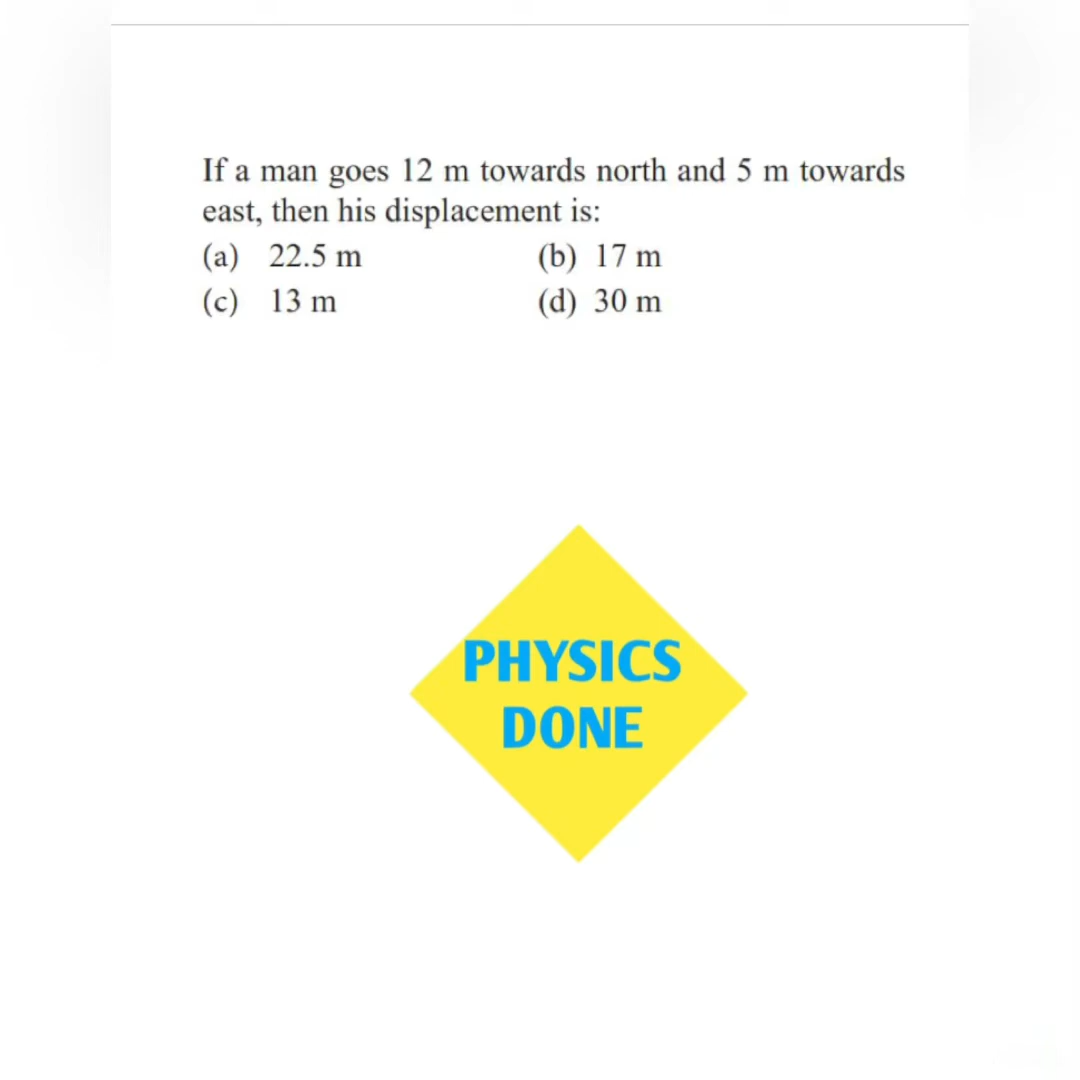 If a man goes 12 m towards north and 5 m towards
east, then his displacement is:
(a) 22.5 m (b) 17 m
(c) 13 m (d) 30 m
PHYSICS
DONE